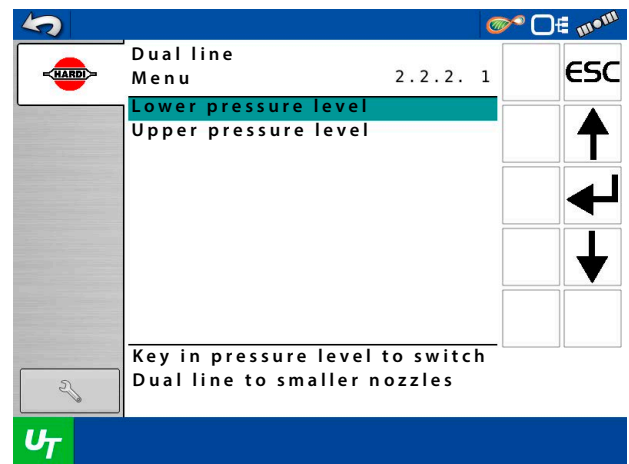 Dual line
Menu 2.2.2. 1
Lower pressure level
Upper pressure level
Key in pressure level to switch
Dual line to smaller nozzles
HARDI
ESC
UT